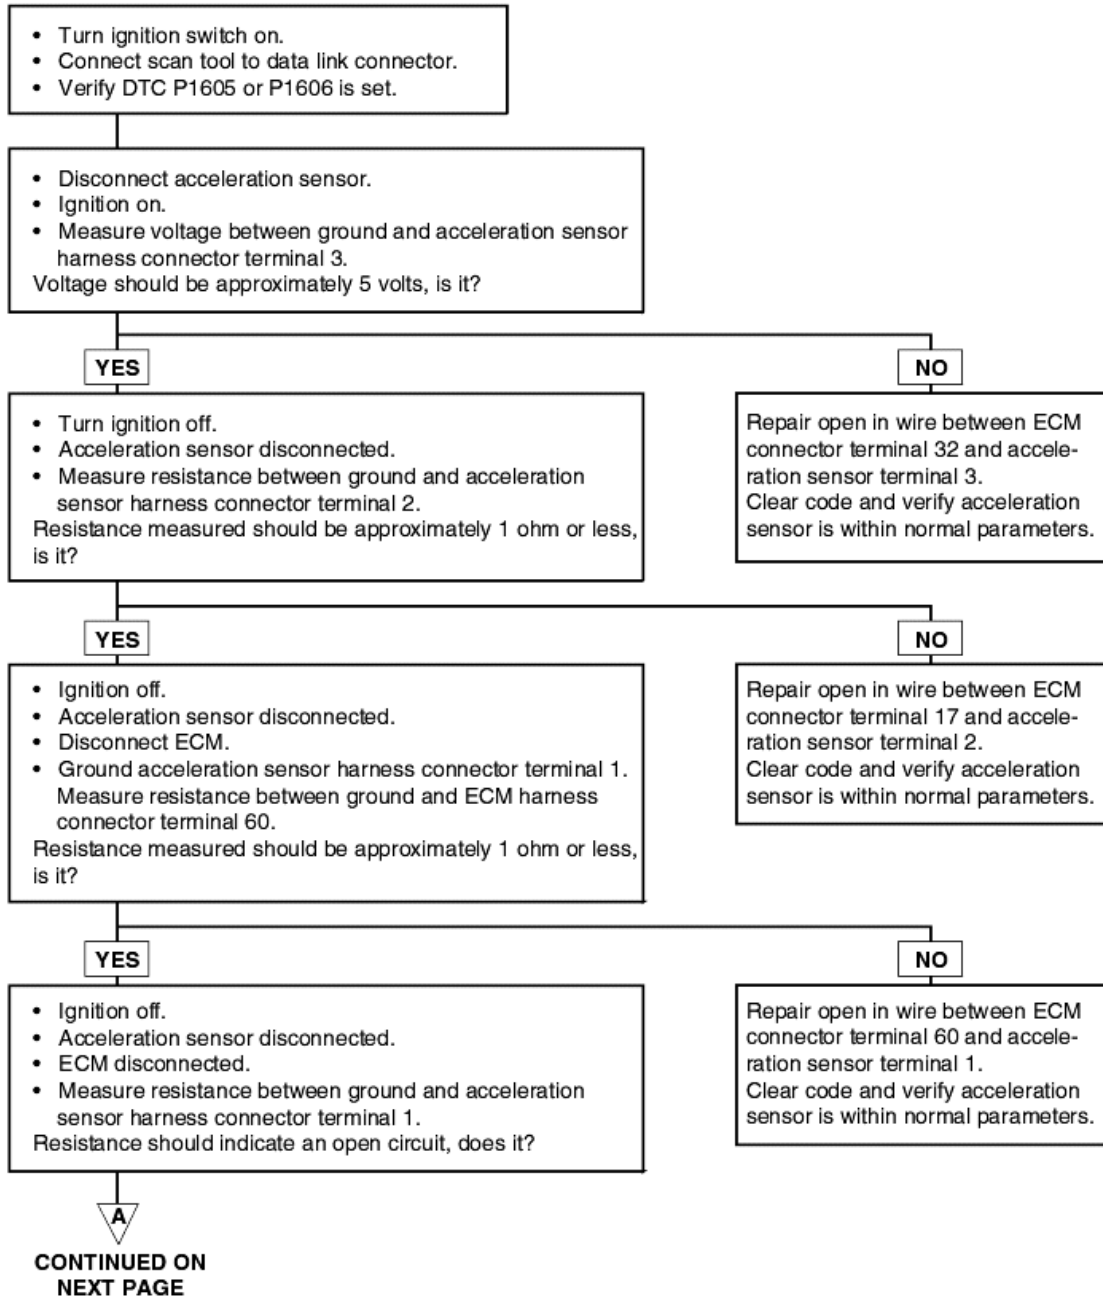 • Turn ignition switch on.
• Connect scan tool to data link connector.
• Verify DTC P1605 or P1606 is set.
• Disconnect acceleration sensor.
• Ignition on.
• Measure voltage between ground and acceleration sensor
harness connector terminal 3.
Voltage should be approximately 5 volts, is it?
YES
NO
• Turn ignition off.
• Acceleration sensor disconnected.
• Measure resistance between ground and acceleration
sensor harness connector terminal 2.
Resistance measured should be approximately 1 ohm or less,
is it?
Repair open in wire between ECM
connector terminal 32 and accele-
ration sensor terminal 3.
Clear code and verify acceleration
sensor is within normal parameters.
YES
NO
• Ignition off.
• Acceleration sensor disconnected.
• Disconnect ECM.
• Ground acceleration sensor harness connector terminal 1.
Measure resistance between ground and ECM harness
connector terminal 60.
Resistance measured should be approximately 1 ohm or less,
is it?
Repair open in wire between ECM
connector terminal 17 and accele-
ration sensor terminal 2.
Clear code and verify acceleration
sensor is within normal parameters.
YES
NO
• Ignition off.
• Acceleration sensor disconnected.
• ECM disconnected.
• Measure resistance between ground and acceleration
sensor harness connector terminal 1.
Resistance should indicate an open circuit, does it?
Repair open in wire between ECM
connector terminal 60 and accele-
ration sensor terminal 1.
Clear code and verify acceleration
sensor is within normal parameters.
A
CONTINUED ON
NEXT PAGE